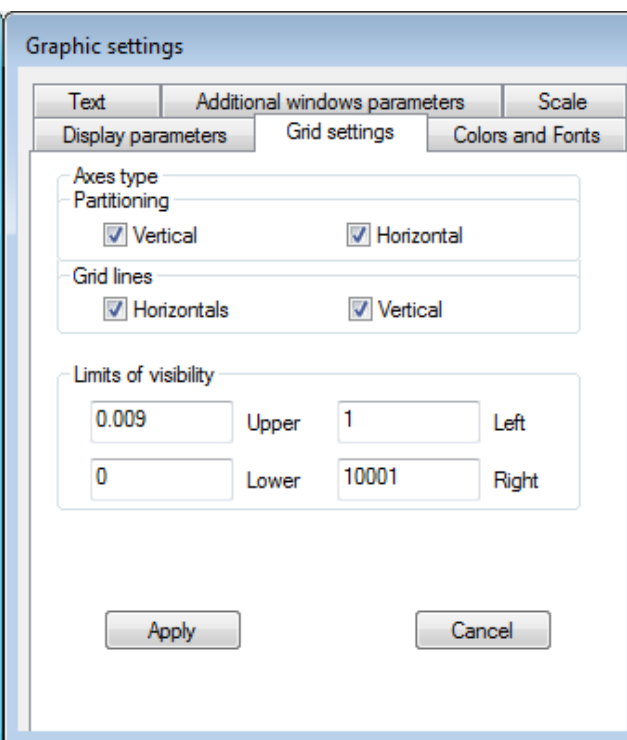 Graphic settings
Text Additional windows parameters Scale
Display parameters Grid settings Colors and Fonts
Axes type
Partitioning
Vertical Horizontal
Grid lines
Horizontals Vertical
Limits of visibility
0.009 Upper 1 Left
0 Lower 10001 Right
Apply Cancel